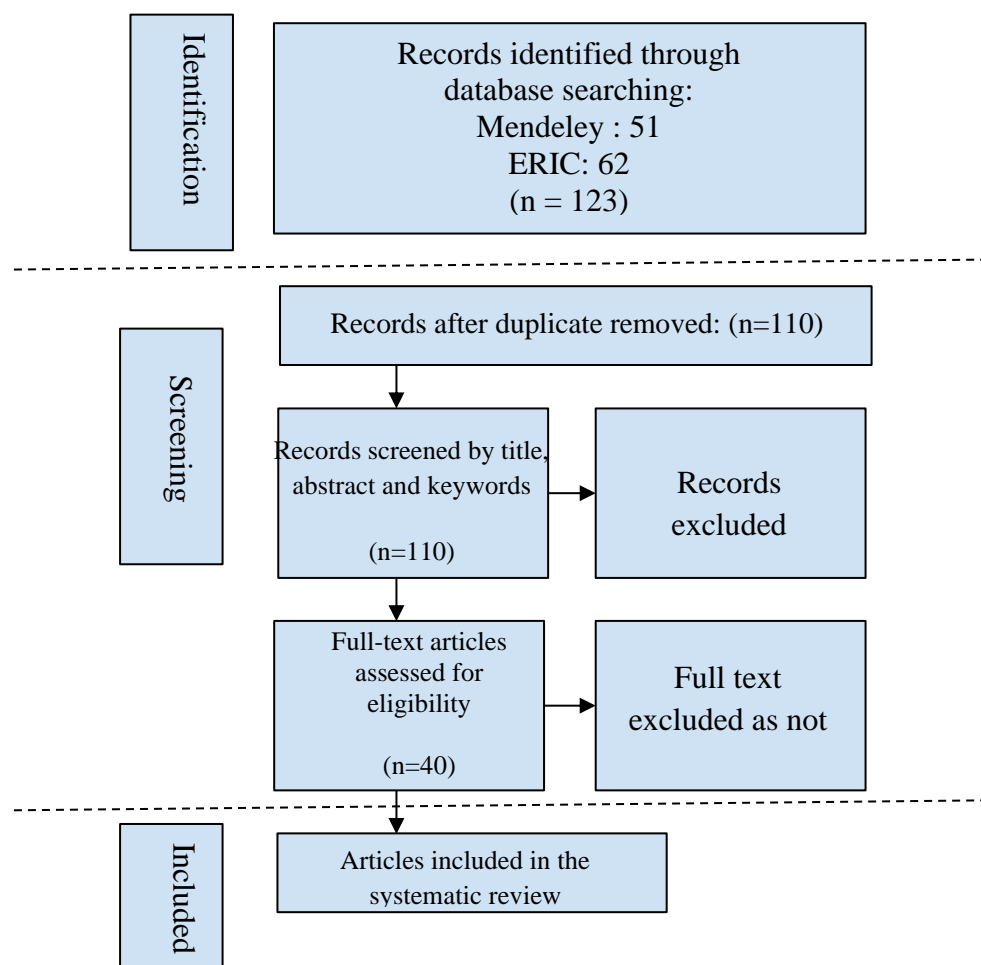 Identification
Records identified through
database searching:
Mendeley : 51
ERIC: 62
(n = 123)
Screening
Records after duplicate removed: (n=110)
Records screened by title,
abstract and keywords
(n=110)
Records
excluded
Full-text articles
assessed for
eligibility
(n=40)
Full text
excluded as not
Included
Articles included in the
systematic review